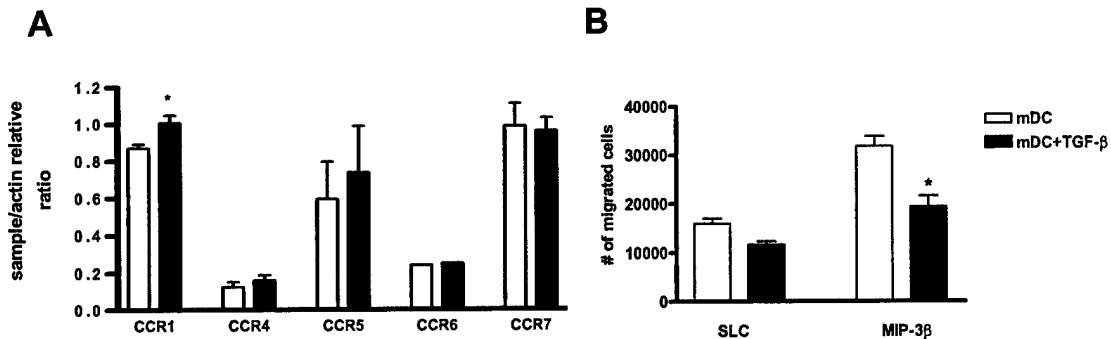 A
B
sample/actin relative
ratio
1.2
1.0
0.8
0.6
0.4
0.2
0.0
*
CCR1
CCR4
CCR5
CCR6
CCR7
# of migrated cells
40000
30000
20000
10000
0
*
SLC
MIP-3β
mDC
mDC+TGF-β